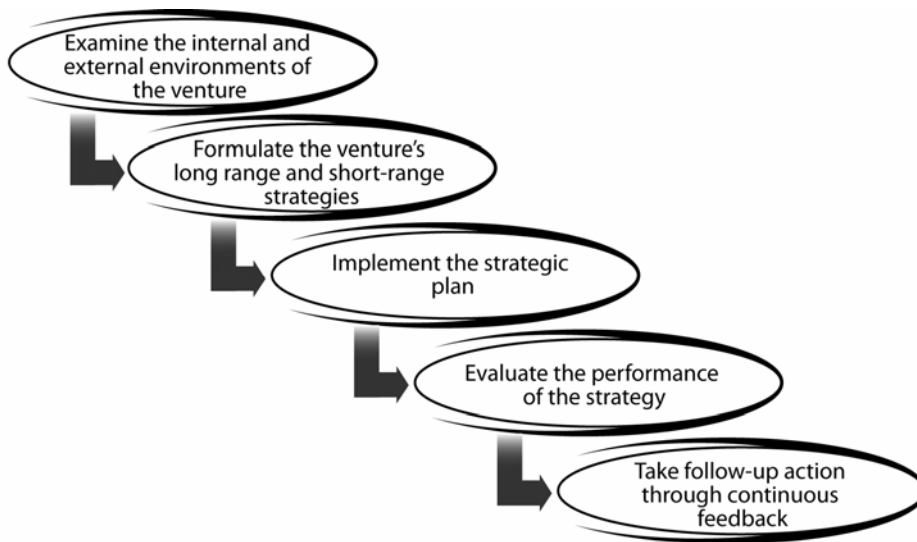 Examine the internal and
external environments of
the venture
Formulate the venture’s
long range and short-range
strategies
Implement the strategic
plan
Evaluate the performance
of the strategy
Take follow-up action
through continuous
feedback